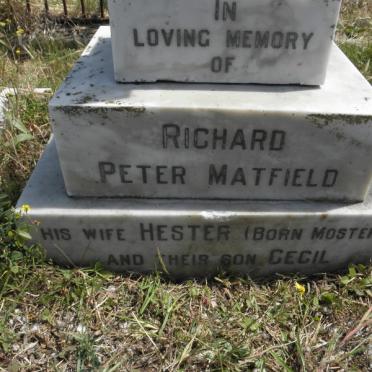 IN
LOVING MEMORY
OF
RICHARD
PETER MATFIELD
HIS WIFE HESTER (BORN MOSTER
AND THEIR SON CECIL